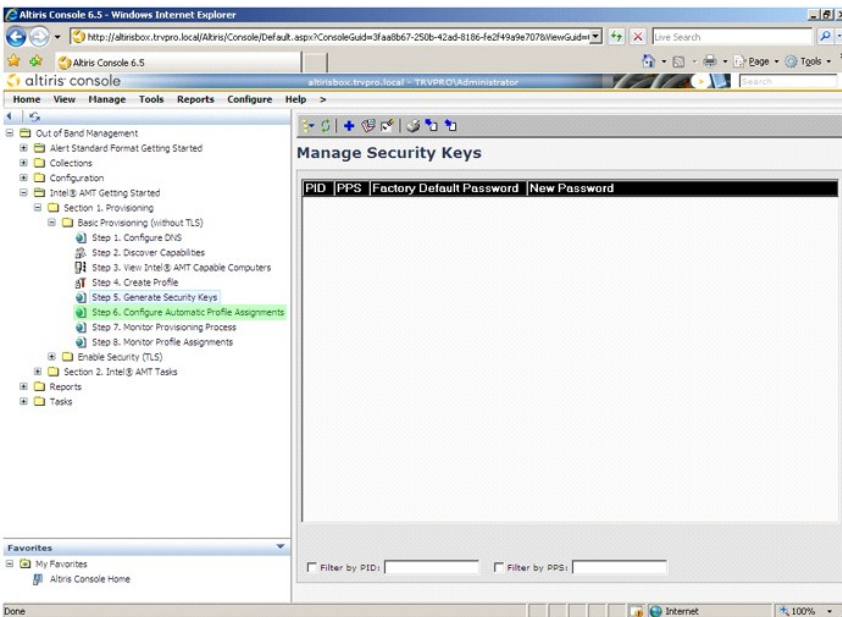 Altiris Console 6.5 - Windows Internet Explorer
http://altirisbox.trvpro.local/Altiris/Console/Default.aspx?ConsoleGuid=3faa8b67-250b-42ad-8186-fe2f49a9e707&ViewGuid=
Live Search
Altiris Console 6.5
Page
Tools
altiris console
altirisbox.trvpro.local - TRVPRO\Administrator
Search
Home View Manage Tools Reports Configure Help >
Out of Band Management
Alert Standard Format Getting Started
Collections
Configuration
Intel® AMT Getting Started
Section 1. Provisioning
Basic Provisioning (without TLS)
Step 1. Configure DNS
Step 2. Discover Capabilities
Step 3. View Intel® AMT Capable Computers
Step 4. Create Profile
Step 5. Generate Security Keys
Step 6. Configure Automatic Profile Assignments
Step 7. Monitor Provisioning Process
Step 8. Monitor Profile Assignments
Enable Security (TLS)
Section 2. Intel® AMT Tasks
Reports
Tasks
Manage Security Keys
PID PPS Factory Default Password New Password
Favorites
My Favorites
Altiris Console Home
Filter by PID:
Filter by PPS:
Done
Internet
100%